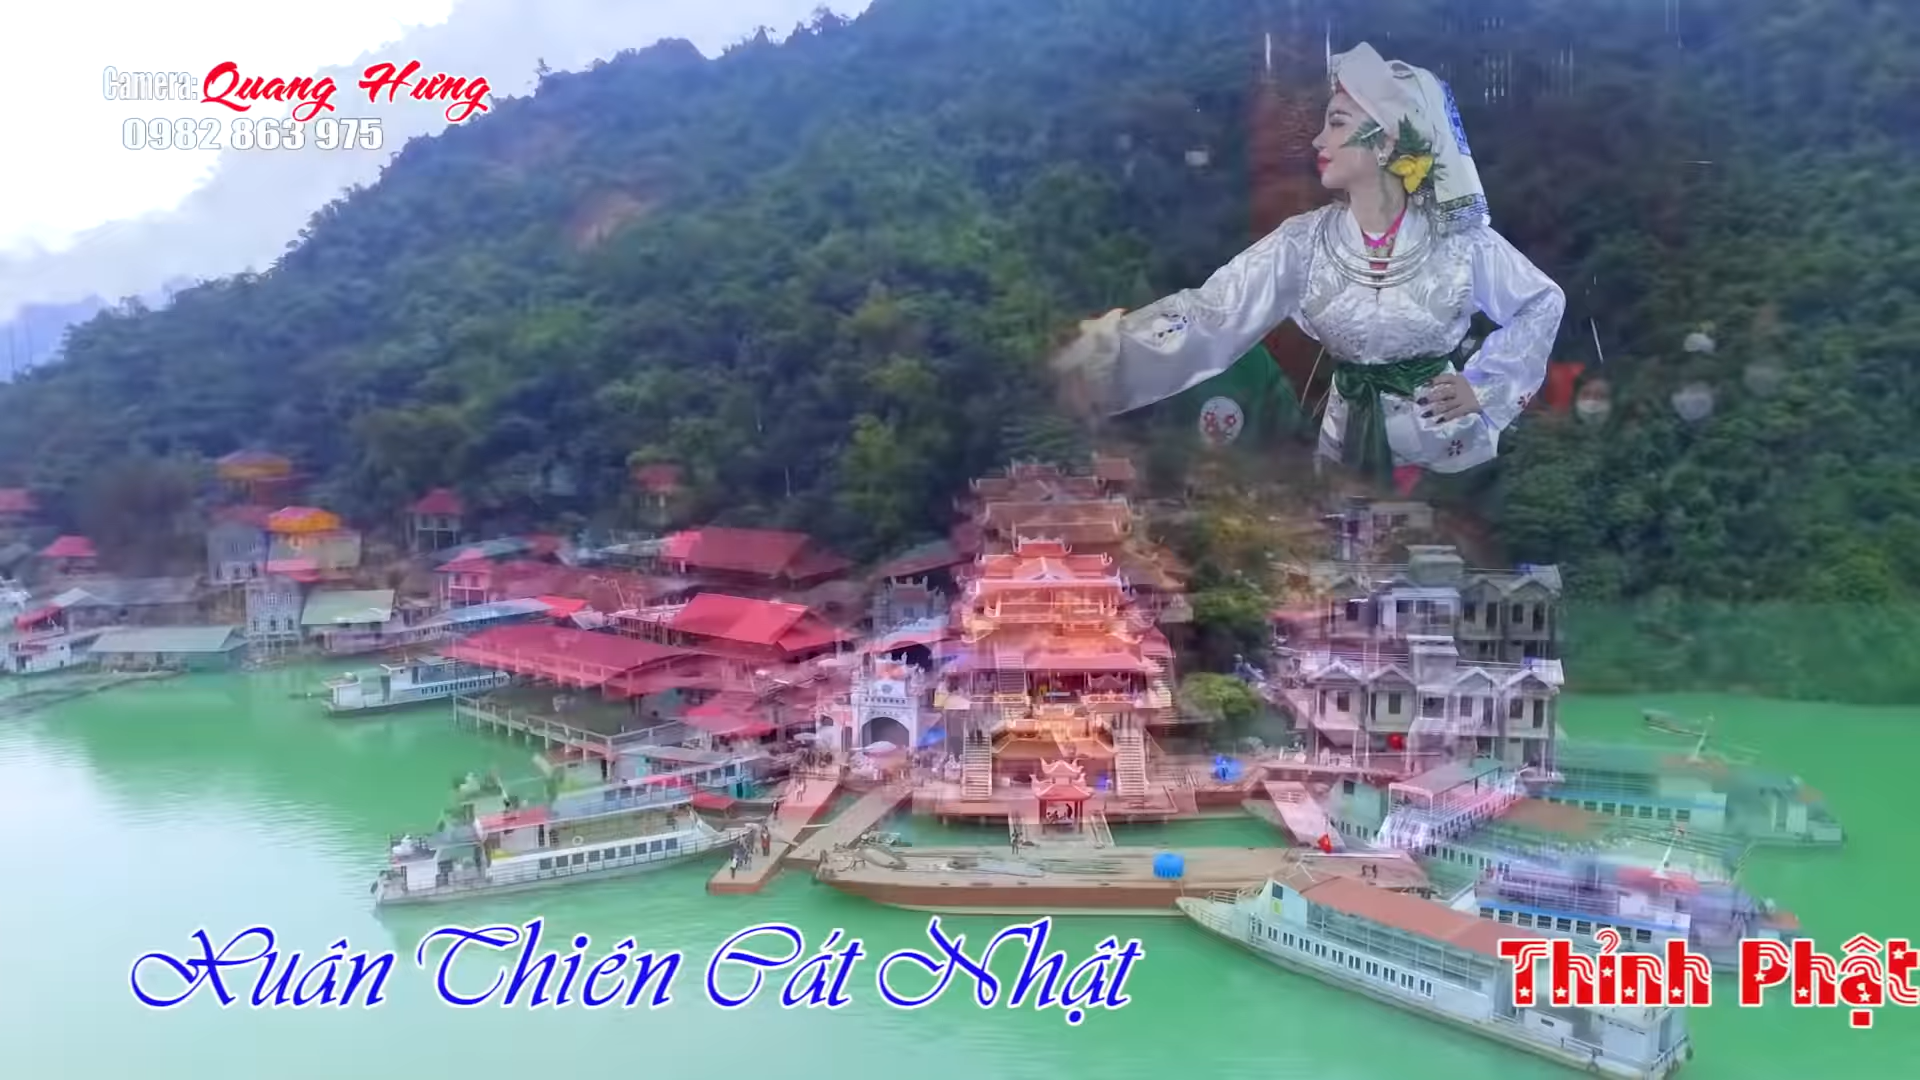 Camera: Quang Hưng
0982 863 975
Xuân Thiên Cát Nhật
Thỉnh Phật